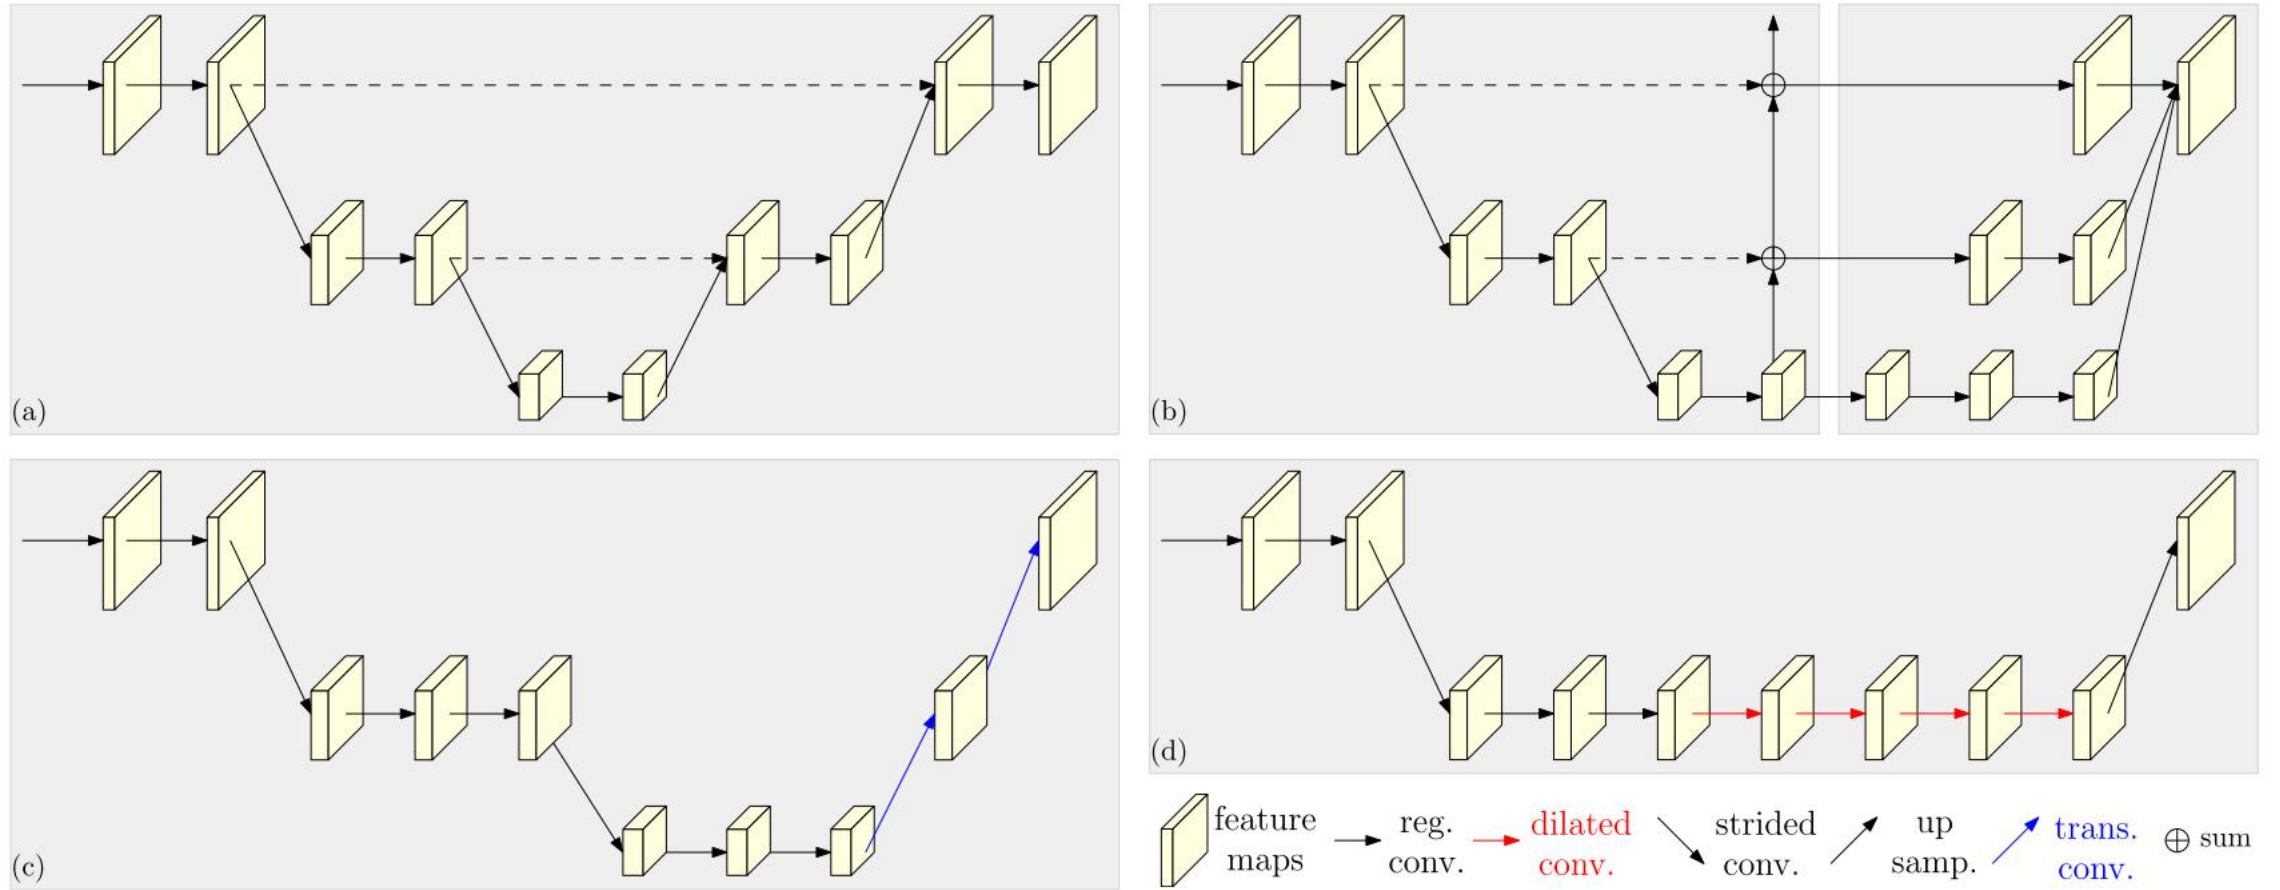 (a)
(b)
(c)
(d)
feature maps
reg. conv.
dilated conv.
strided conv.
up samp.
trans. conv.
sum